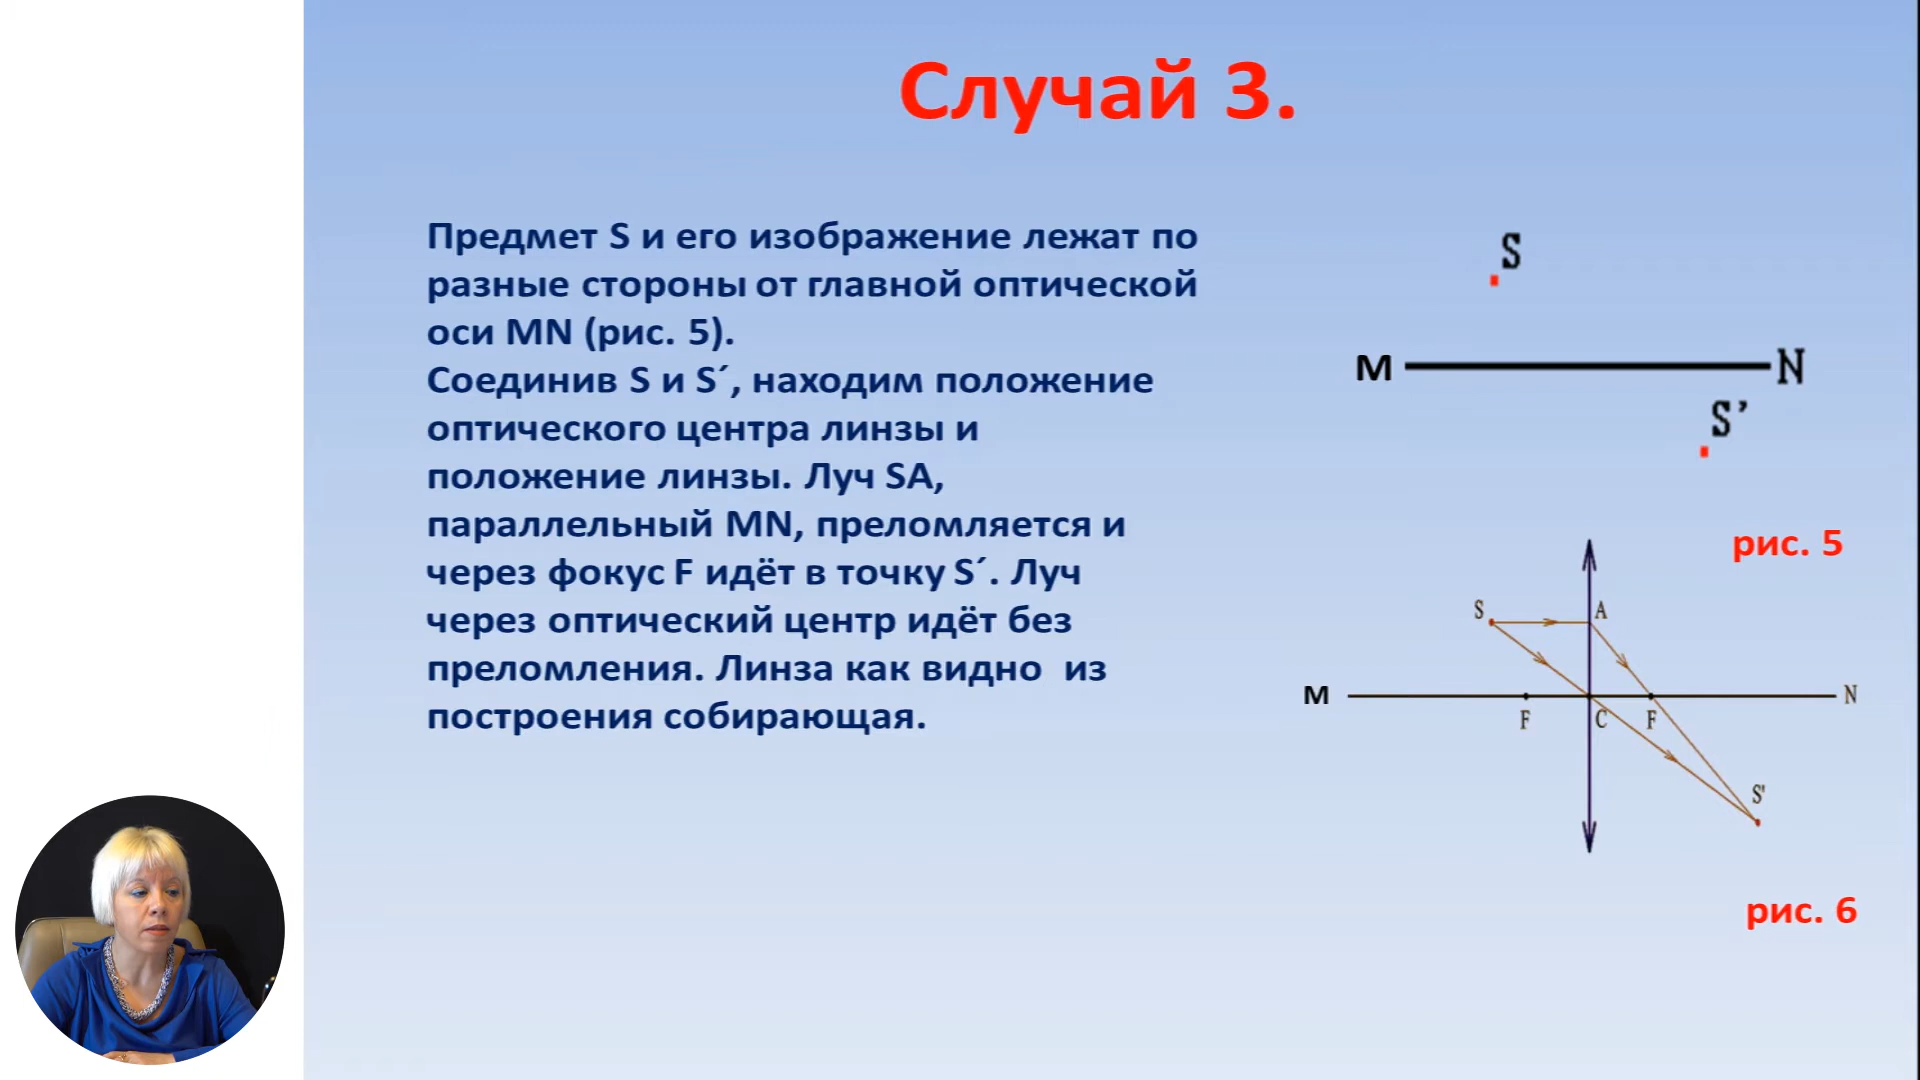 Случай 3.
Предмет S и его изображение лежат по
разные стороны от главной оптической
оси MN (рис. 5).
Соединив S и S´, находим положение
оптического центра линзы и
положение линзы. Луч SA,
параллельный MN, преломляется и
через фокус F идёт в точку S´. Луч
через оптический центр идёт без
преломления. Линза как видно  из
построения собирающая.
S
M N
S’
рис. 5
S A
M N
F C F
S'
рис. 6